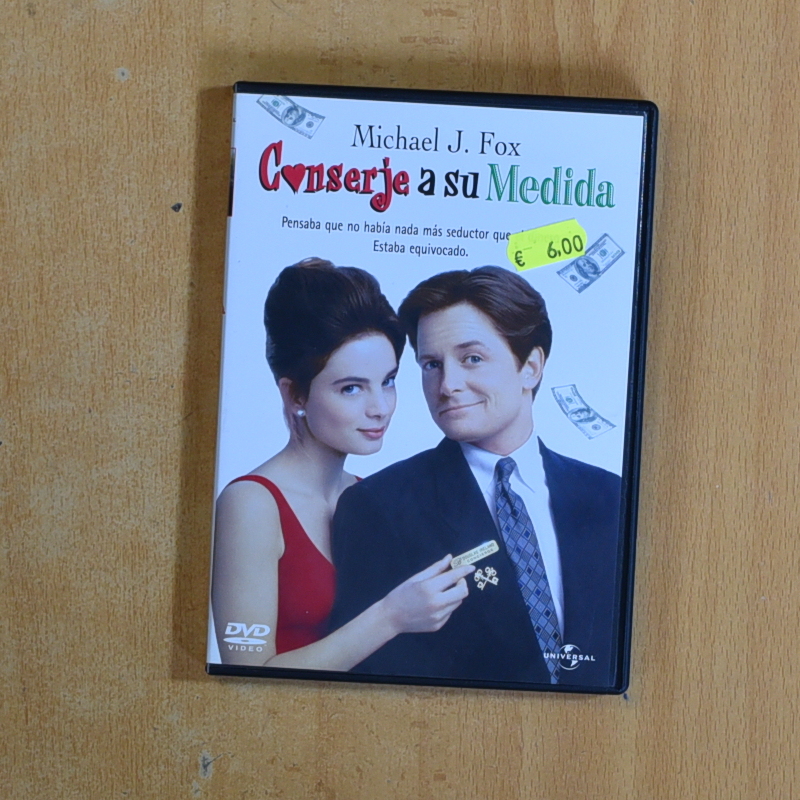 Michael J. Fox
Conserje a su Medida
Pensaba que no había nada más seductor que
€ 6,00
Estaba equivocado.
DVD
VIDEO
UNIVERSAL